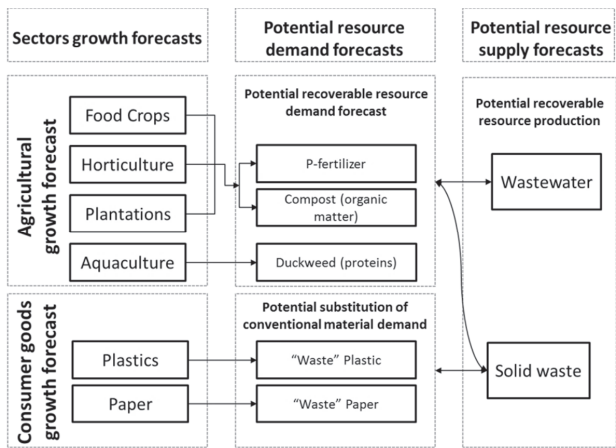 Sectors growth forecasts
Potential resource
demand forecasts
Potential resource
supply forecasts
Agricultural
growth forecast
Food Crops
Horticulture
Plantations
Aquaculture
Potential recoverable resource
demand forecast
P-fertilizer
Compost (organic
matter)
Duckweed (proteins)
Potential recoverable
resource production
Wastewater
Consumer goods
growth forecast
Plastics
Paper
Potential substitution of
conventional material demand
“Waste” Plastic
“Waste” Paper
Solid waste